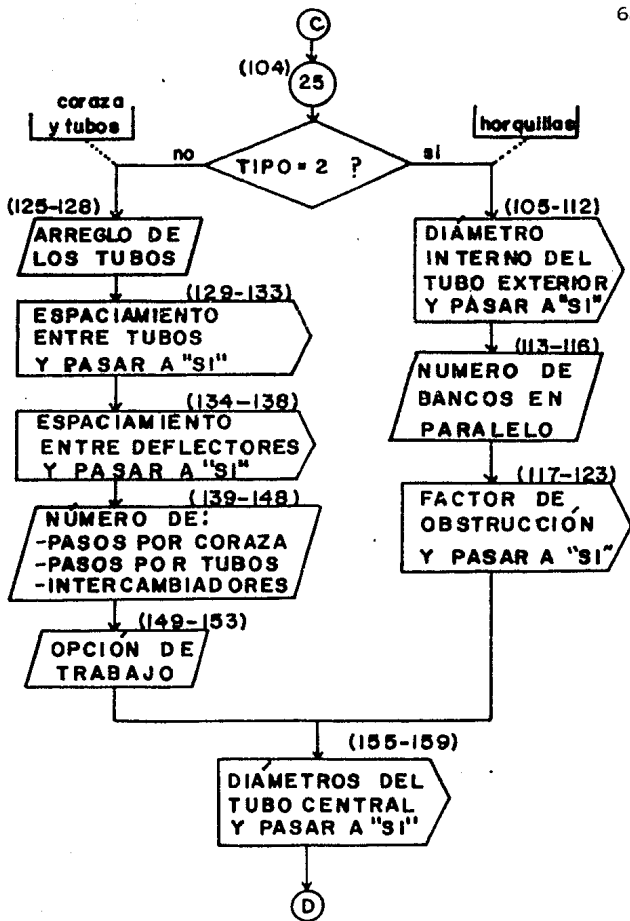 6
C
(104)
25
coraza
y tubos
horquillas
no
TIPO = 2 ?
si
(125-128)
ARREGLO DE
LOS TUBOS
(129-133)
ESPACIAMIENTO
ENTRE TUBOS
Y PASAR A "SI"
(134-138)
ESPACIAMIENTO
ENTRE DEFLECTORES
Y PASAR A "SI"
(139-148)
NÚMERO DE:
-PASOS POR CORAZA
-PASOS POR TUBOS
-INTERCAMBIADORES
(149-153)
OPCIÓN DE
TRABAJO
(105-112)
DIÁMETRO
INTERNO DEL
TUBO EXTERIOR
Y PASAR A "SI"
(113-116)
NUMERO DE
BANCOS EN
PARALELO
(117-123)
FACTOR DE
OBSTRUCCIÓN
Y PASAR A "SI"
(155-159)
DIÁMETROS DEL
TUBO CENTRAL
Y PASAR A "SI"
D